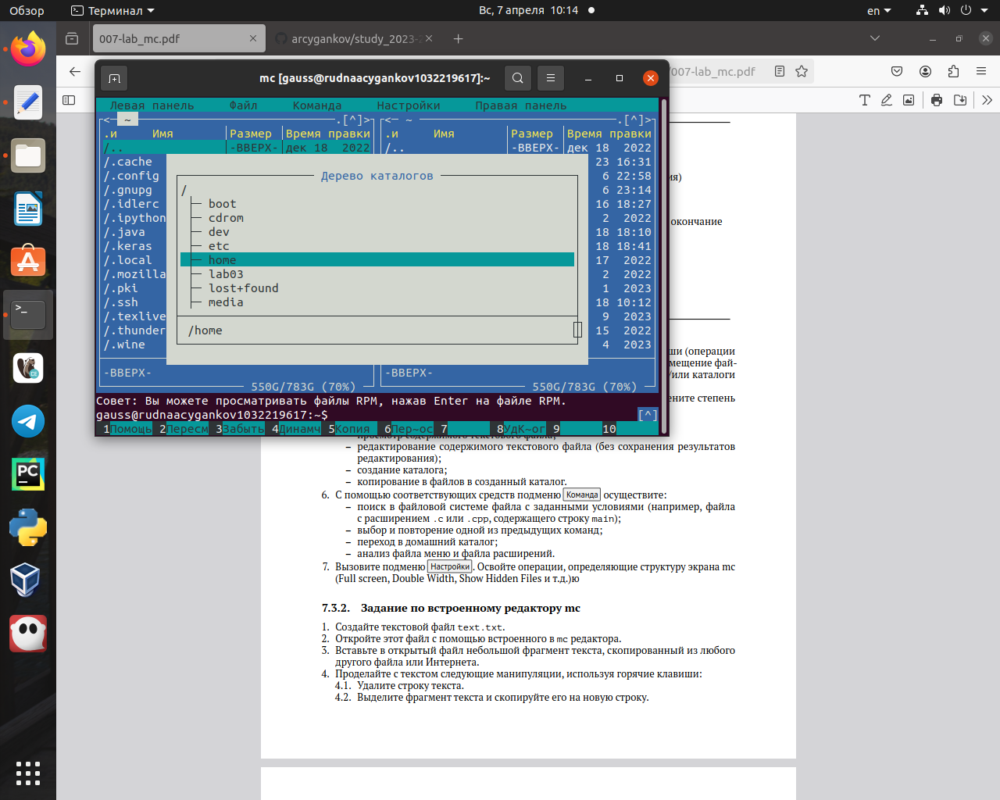 Обзор
Терминал
Вс, 7 апреля 10:14
en
007-lab_mc.pdf
arcygankov/study_2023-2
/007-lab_mc.pdf
mc [gauss@rudnaacygankov1032219617]:~
Левая панель Файл Команда Настройки Правая панель
<─ ~ .[^]> <─ ~ .[^]>
.и Имя Размер Время правки .и Имя Размер Время правки
/.. -ВВЕРХ- дек 18 2022 /.. -ВВЕРХ- дек 18 2022
/.cache 23 16:31
/.config 6 22:58
/.gnupg 6 23:14
/.idlerc 16 18:27
/.ipython 2 2022
/.java 18 18:10
/.keras 18 18:41
/.local 17 2022
/.mozilla 2 2022
/.pki 1 2023
/.ssh 18 10:12
/.texlive 9 2023
/.thunder 15 2022
/.wine 4 2023
Дерево каталогов
/
boot
cdrom
dev
etc
home
lab03
lost+found
media
/home
-ВВЕРХ- -ВВЕРХ-
550G/783G (70%) 550G/783G (70%)
Совет: Вы можете просматривать файлы RPM, нажав Enter на файле RPM.
gauss@rudnaacygankov1032219617:~$ [^]
1Помощь 2Пересм 3Забыть 4Динамч 5Копия 6Пер~ос 7 8УдК~ог 9 10
ия)
окончание
ши (операции
мещение фай-
/или каталоги
ените степень
– просмотр содержимого текстового файла;
– редактирование содержимого текстового файла (без сохранения результатов
редактирования);
– создание каталога;
– копирование в файлов в созданный каталог.
6. С помощью соответствующих средств подменю Команда осуществите:
– поиск в файловой системе файла с заданными условиями (например, файла
с расширением .c или .cpp, содержащего строку main);
– выбор и повторение одной из предыдущих команд;
– переход в домашний каталог;
– анализ файла меню и файла расширений.
7. Вызовите подменю Настройки. Освойте операции, определяющие структуру экрана mc
(Full screen, Double Width, Show Hidden Files и т.д.)ю
7.3.2. Задание по встроенному редактору mc
1. Создайте текстовой файл text.txt.
2. Откройте этот файл с помощью встроенного в mc редактора.
3. Вставьте в открытый файл небольшой фрагмент текста, скопированный из любого
другого файла или Интернета.
4. Проделайте с текстом следующие манипуляции, используя горячие клавиши:
4.1. Удалите строку текста.
4.2. Выделите фрагмент текста и скопируйте его на новую строку.